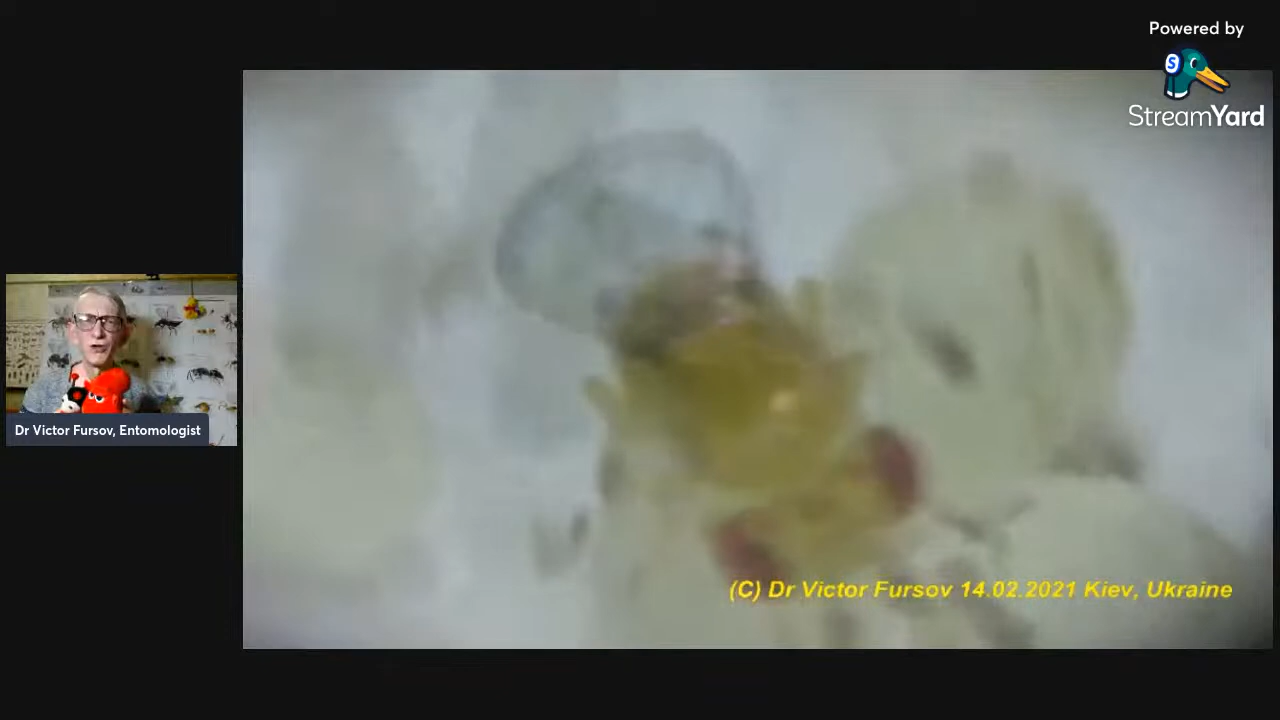 Powered by
S
StreamYard
Dr Victor Fursov, Entomologist
(C) Dr Victor Fursov 14.02.2021 Kiev, Ukraine